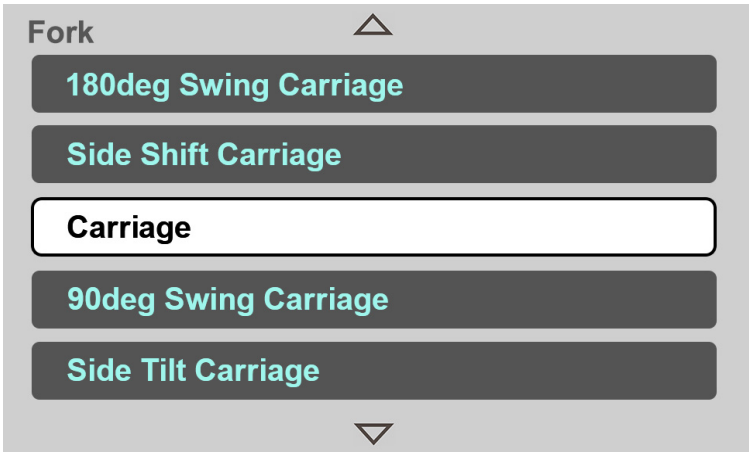 Fork
180deg Swing Carriage
Side Shift Carriage
Carriage
90deg Swing Carriage
Side Tilt Carriage